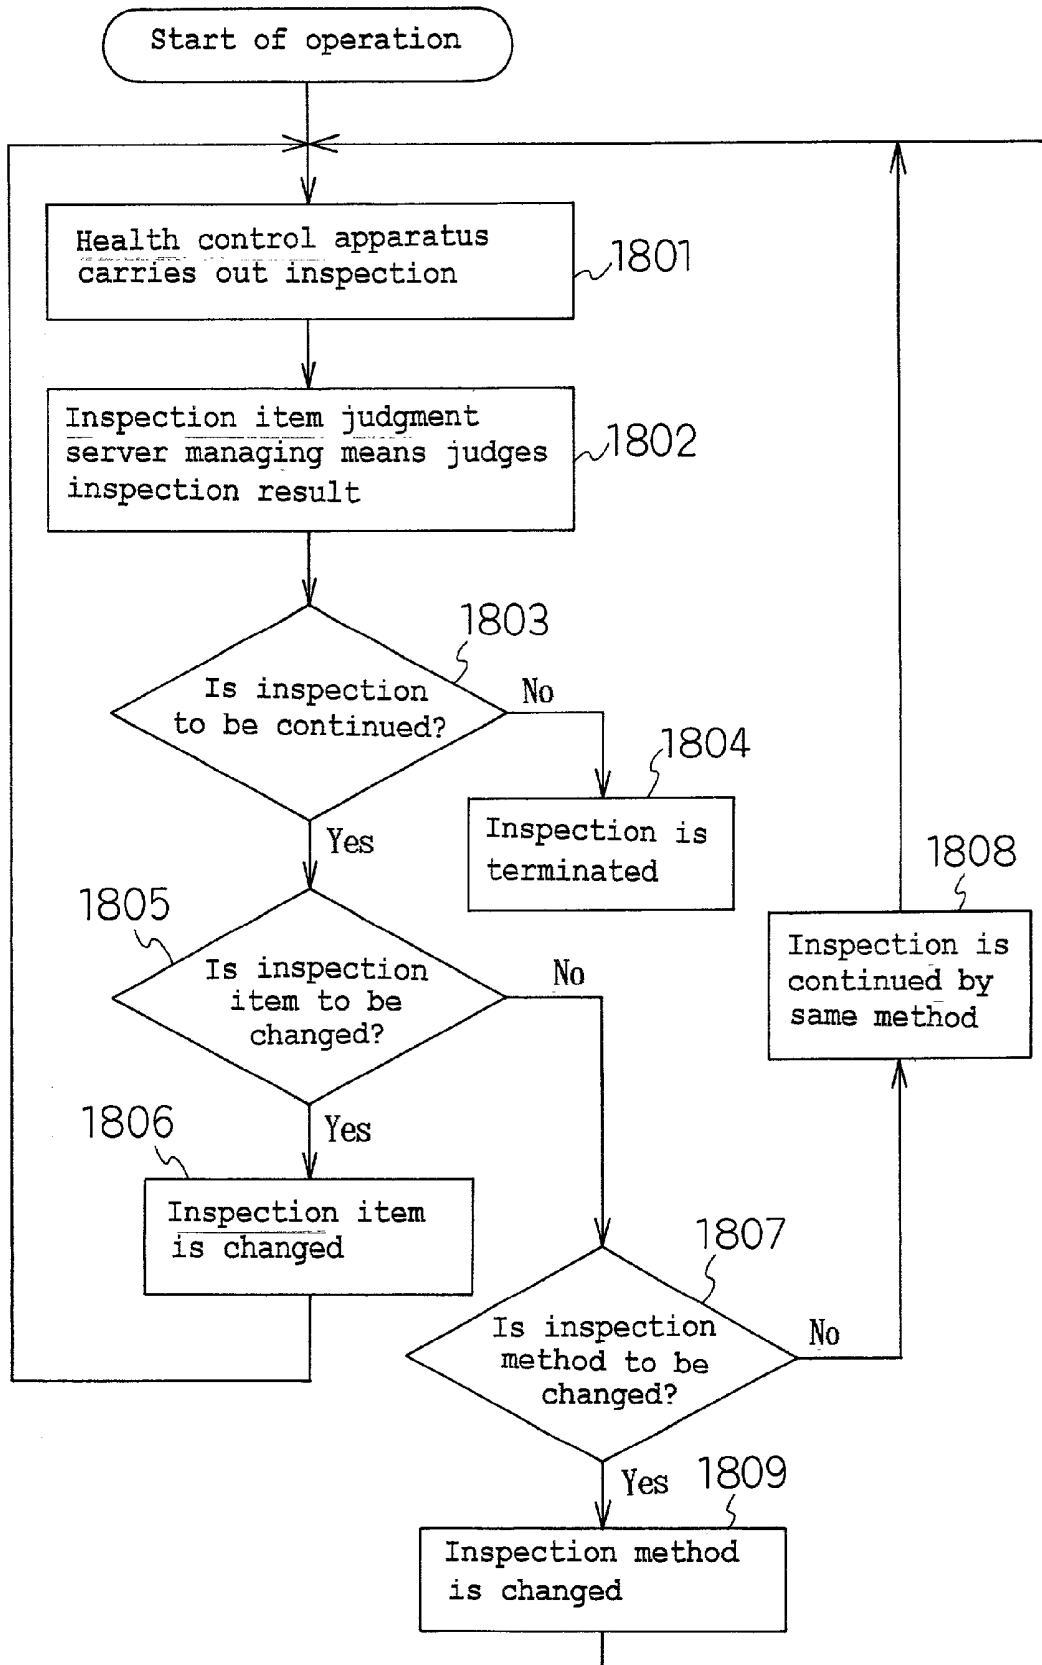 Start of operation
Health control apparatus
carries out inspection
1801
Inspection item judgment
server managing means judges
inspection result
1802
1803
Is inspection
to be continued?
No
1804
Inspection is
terminated
Yes
1805
Is inspection
item to be
changed?
No
1808
Inspection is
continued by
same method
Yes
1806
Inspection item
is changed
1807
Is inspection
method to be
changed?
No
Yes
1809
Inspection method
is changed